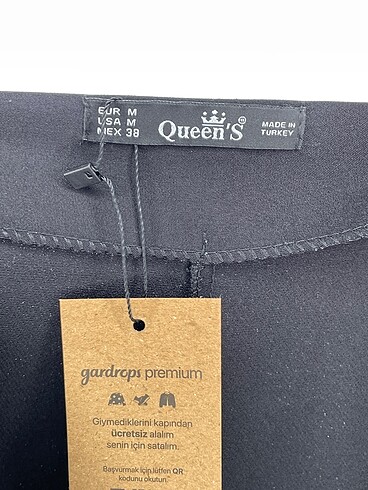 EUR M
USA M
MEX 38
Queen's®
MADE IN
TURKEY
gardrops premium
Giymediklerini kapından
ücretsiz alalım
senin için satalım.
Başvurmak için lütfen QR
kodunu okutun.